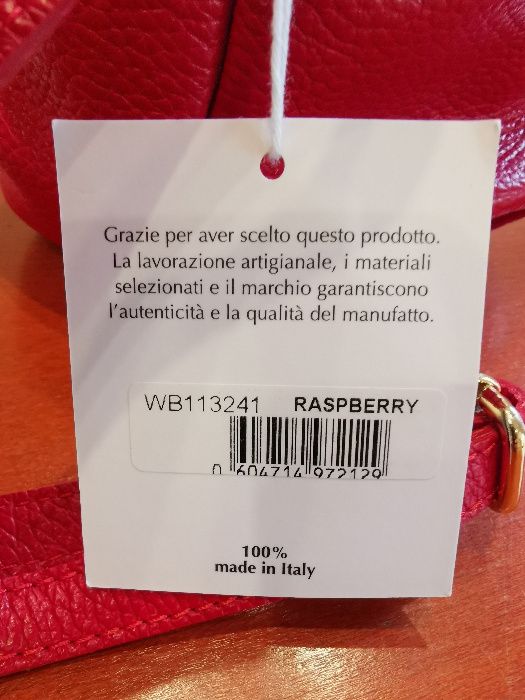 Grazie per aver scelto questo prodotto.
La lavorazione artigianale, i materiali
selezionati e il marchio garantiscono
l'autenticità e la qualità del manufatto.
WB113241 RASPBERRY
0 604714 972129
100%
made in Italy